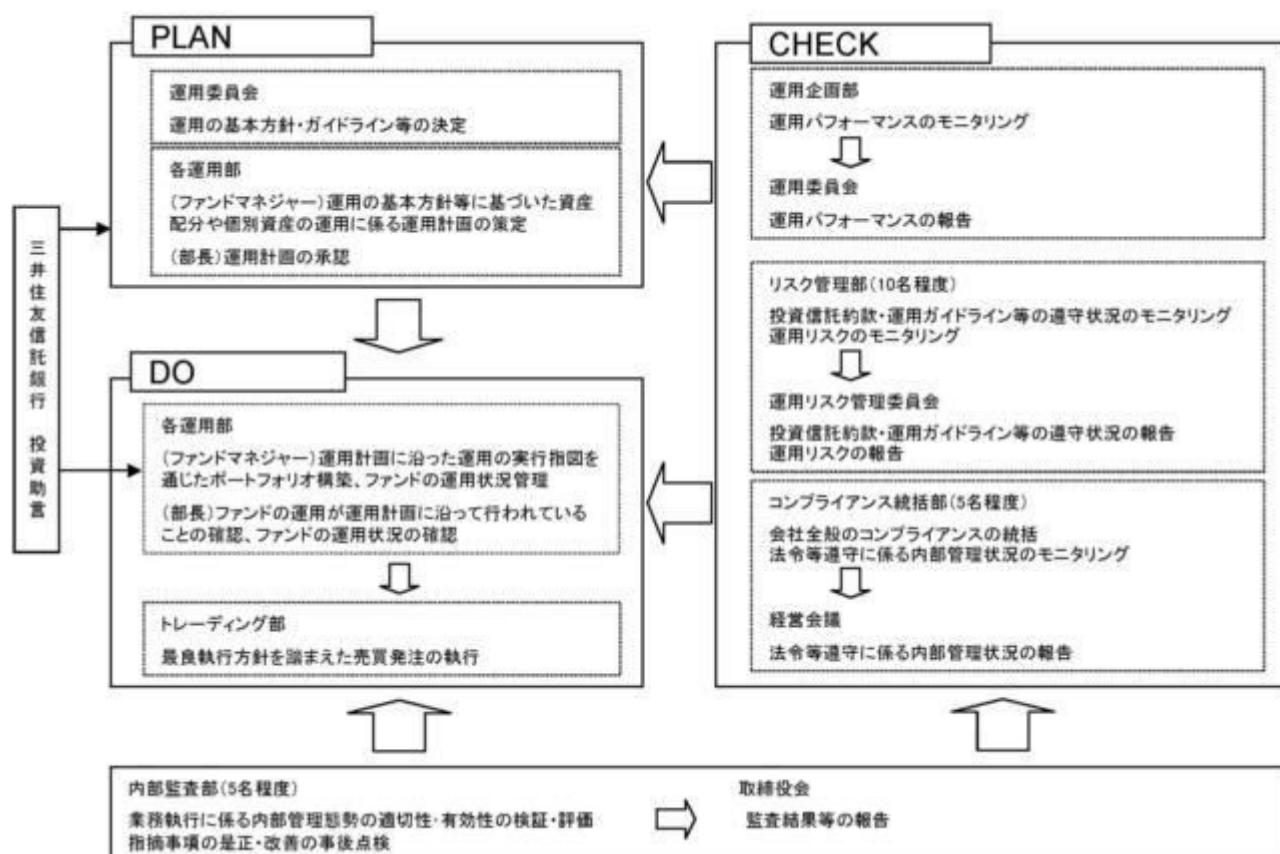 PLAN
運用委員会
運用の基本方針・ガイドライン等の決定
各運用部
(ファンドマネジャー)運用の基本方針等に基づいた資産
配分や個別資産の運用に係る運用計画の策定
(部長)運用計画の承認
三井住友信託銀行 投資助言
DO
各運用部
(ファンドマネジャー)運用計画に沿った運用の実行指図を
通じたポートフォリオ構築、ファンドの運用状況管理
(部長)ファンドの運用が運用計画に沿って行われている
ことの確認、ファンドの運用状況の確認
トレーディング部
最良執行方針を踏まえた売買発注の執行
CHECK
運用企画部
運用パフォーマンスのモニタリング
運用委員会
運用パフォーマンスの報告
リスク管理部(10名程度)
投資信託約款・運用ガイドライン等の遵守状況のモニタリング
運用リスクのモニタリング
運用リスク管理委員会
投資信託約款・運用ガイドライン等の遵守状況の報告
運用リスクの報告
コンプライアンス統括部(5名程度)
会社全般のコンプライアンスの統括
法令等遵守に係る内部管理状況のモニタリング
経営会議
法令等遵守に係る内部管理状況の報告
内部監査部(5名程度)
業務執行に係る内部管理態勢の適切性・有効性の検証・評価
指摘事項の是正・改善の事後点検
取締役会
監査結果等の報告